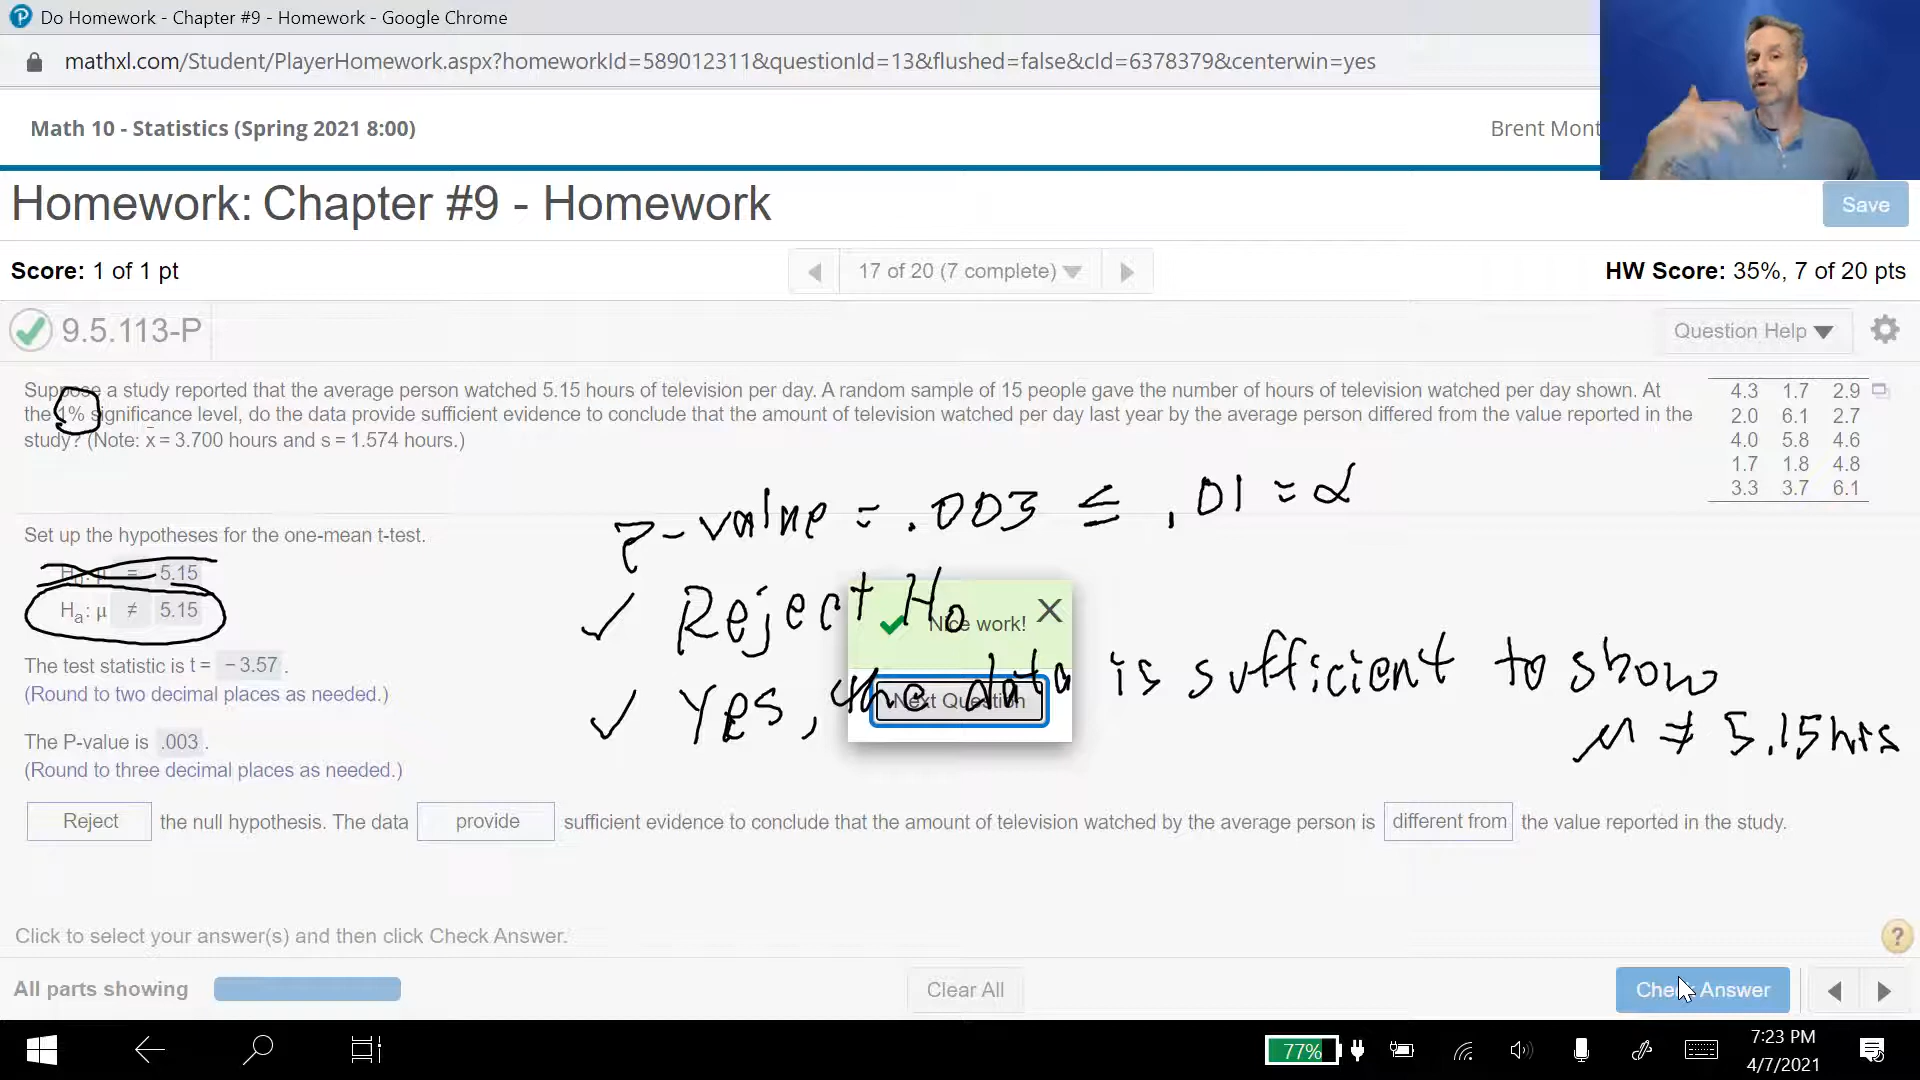 Do Homework - Chapter #9 - Homework - Google Chrome
mathxl.com/Student/PlayerHomework.aspx?homeworkId=589012311&questionId=13&flushed=false&cId=6378379&centerwin=yes
Math 10 - Statistics (Spring 2021 8:00)
Brent Mont
Homework: Chapter #9 - Homework
Save
Score: 1 of 1 pt
17 of 20 (7 complete)
HW Score: 35%, 7 of 20 pts
9.5.113-P
Question Help
Suppose a study reported that the average person watched 5.15 hours of television per day. A random sample of 15 people gave the number of hours of television watched per day shown. At
the 1% significance level, do the data provide sufficient evidence to conclude that the amount of television watched per day last year by the average person differed from the value reported in the
study? (Note: x̄ = 3.700 hours and s = 1.574 hours.)
4.3 1.7 2.9
2.0 6.1 2.7
4.0 5.8 4.6
1.7 1.8 4.8
3.3 3.7 6.1
p-value = .003 ≤ .01 = α
Set up the hypotheses for the one-mean t-test.
H₀: μ = 5.15
Hₐ: μ ≠ 5.15
✓ Reject H₀
Nice work!
Next Question
✓ Yes, the data is sufficient to show
μ ≠ 5.15hrs
The test statistic is t = −3.57.
(Round to two decimal places as needed.)
The P-value is .003.
(Round to three decimal places as needed.)
Reject the null hypothesis. The data provide sufficient evidence to conclude that the amount of television watched by the average person is different from the value reported in the study.
Click to select your answer(s) and then click Check Answer.
?
All parts showing
Clear All
Check Answer
77%
7:23 PM
4/7/2021